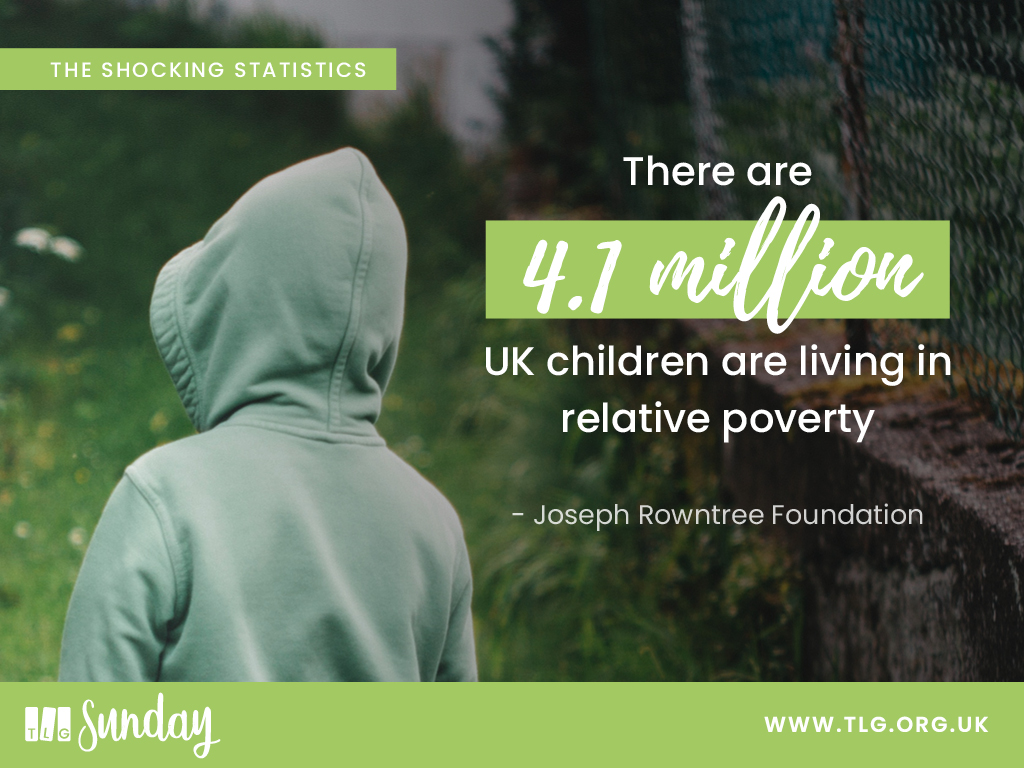 THE SHOCKING STATISTICS
There are
4.1 million
UK children are living in
relative poverty
- Joseph Rowntree Foundation
TLG Sunday
WWW.TLG.ORG.UK